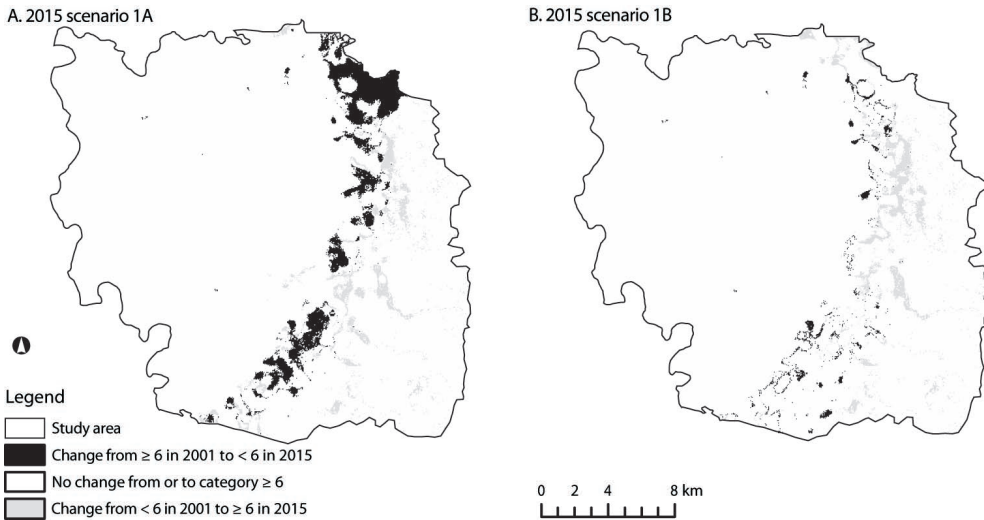 A. 2015 scenario 1A
B. 2015 scenario 1B
Legend
Study area
Change from ≥ 6 in 2001 to < 6 in 2015
No change from or to category ≥ 6
Change from < 6 in 2001 to ≥ 6 in 2015
0 2 4 8 km